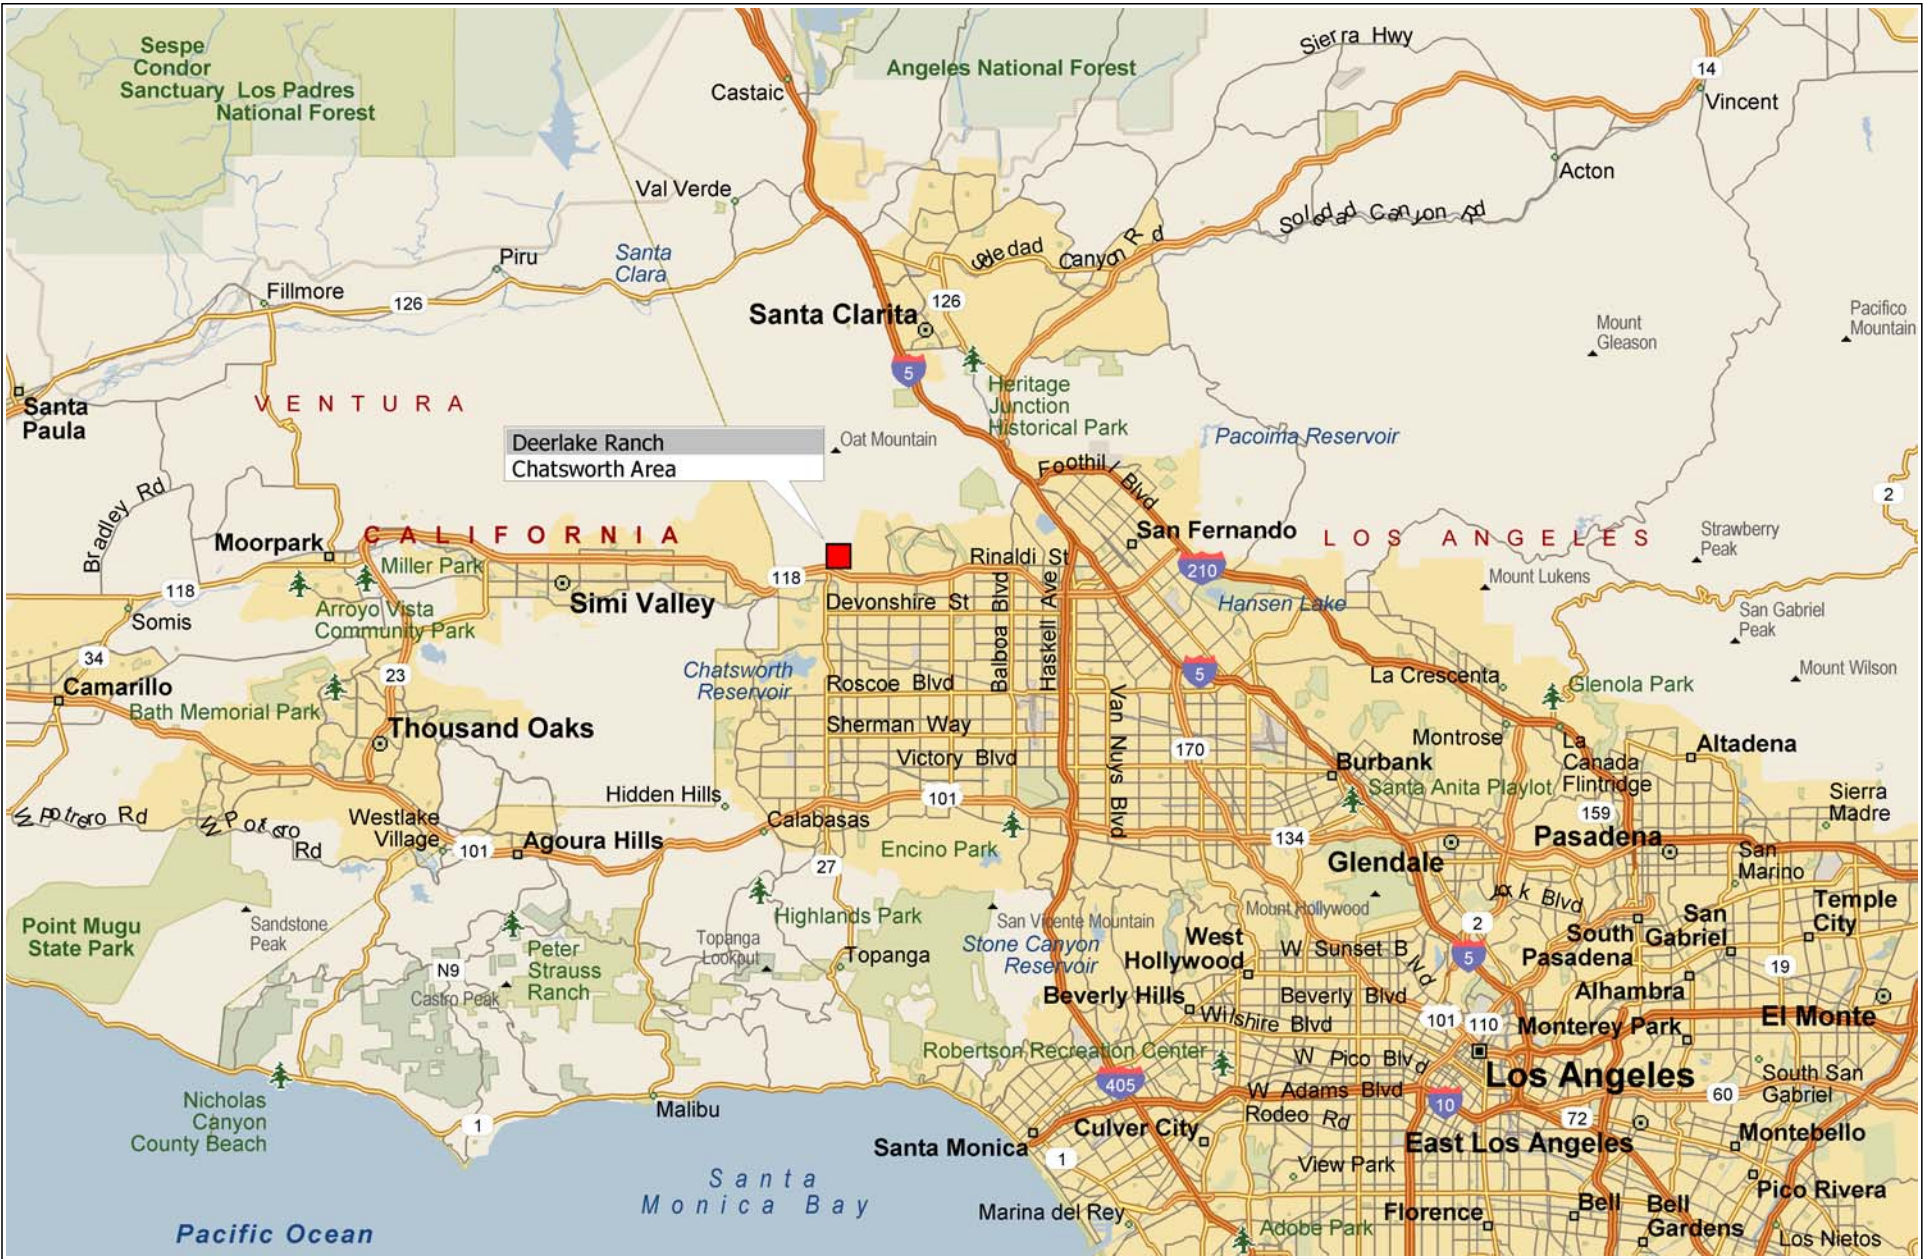 Sespe
Condor
Sanctuary
Los Padres
National Forest
Castaic
Angeles National Forest
Sierra Hwy
14
Vincent
Val Verde
Acton
Soledad Canyon Rd
Piru
Santa
Clara
Soledad Canyon Rd
Fillmore
126
126
Santa Clarita
Mount
Gleason
Pacifico
Mountain
5
Heritage
Junction
Historical Park
Santa
Paula
VENTURA
Deerlake Ranch
Chatsworth Area
Oat Mountain
Pacoima Reservoir
Foothill Blvd
Bradley Rd
2
Moorpark
CALIFORNIA
San Fernando
LOS ANGELES
Strawberry
Peak
Miller Park
Rinaldi St
118
118
210
Mount Lukens
Simi Valley
Devonshire St
Balboa Blvd
Haskell Ave
Hansen Lake
Arroyo Vista
Community Park
Somis
San Gabriel
Peak
34
23
Chatsworth
Reservoir
5
La Crescenta
Mount Wilson
Camarillo
Roscoe Blvd
Glenola Park
Bath Memorial Park
Thousand Oaks
Sherman Way
Van Nuys Blvd
170
Montrose
La
Canada
Flintridge
Altadena
Victory Blvd
Burbank
Santa Anita Playlot
Hidden Hills
101
159
Sierra
Madre
W Potrero Rd
W Potrero
Rd
Westlake
Village
Calabasas
101
Agoura Hills
Encino Park
134
Pasadena
Glendale
San
Marino
27
Point Mugu
State Park
Sandstone
Peak
Highlands Park
San Vicente Mountain
Mount Hollywood
Temple
City
Peter
Strauss
Ranch
Topanga
Lookout
Topanga
Stone Canyon
Reservoir
West
Hollywood
W Sunset Blvd
2
5
South
Pasadena
San
Gabriel
N9
Castro Peak
19
Beverly Hills
Beverly Blvd
Alhambra
Wilshire Blvd
101
110
Monterey Park
El Monte
Robertson Recreation Center
W Pico Blvd
Los Angeles
Nicholas
Canyon
County Beach
405
W Adams Blvd
10
South San
Gabriel
60
Malibu
1
Rodeo Rd
72
Santa Monica
Culver City
East Los Angeles
Montebello
1
View Park
Santa
Monica Bay
Pico Rivera
Marina del Rey
Florence
Bell
Bell
Gardens
Pacific Ocean
Adobe Park
Los Nietos